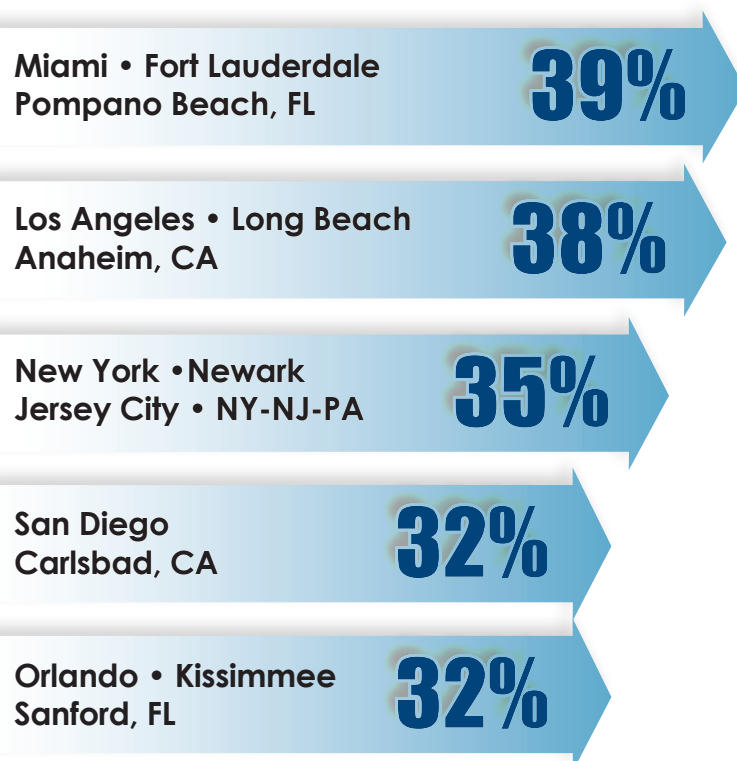 Miami • Fort Lauderdale
Pompano Beach, FL
39%
Los Angeles • Long Beach
Anaheim, CA
38%
New York •Newark
Jersey City • NY-NJ-PA
35%
San Diego
Carlsbad, CA
32%
Orlando • Kissimmee
Sanford, FL
32%